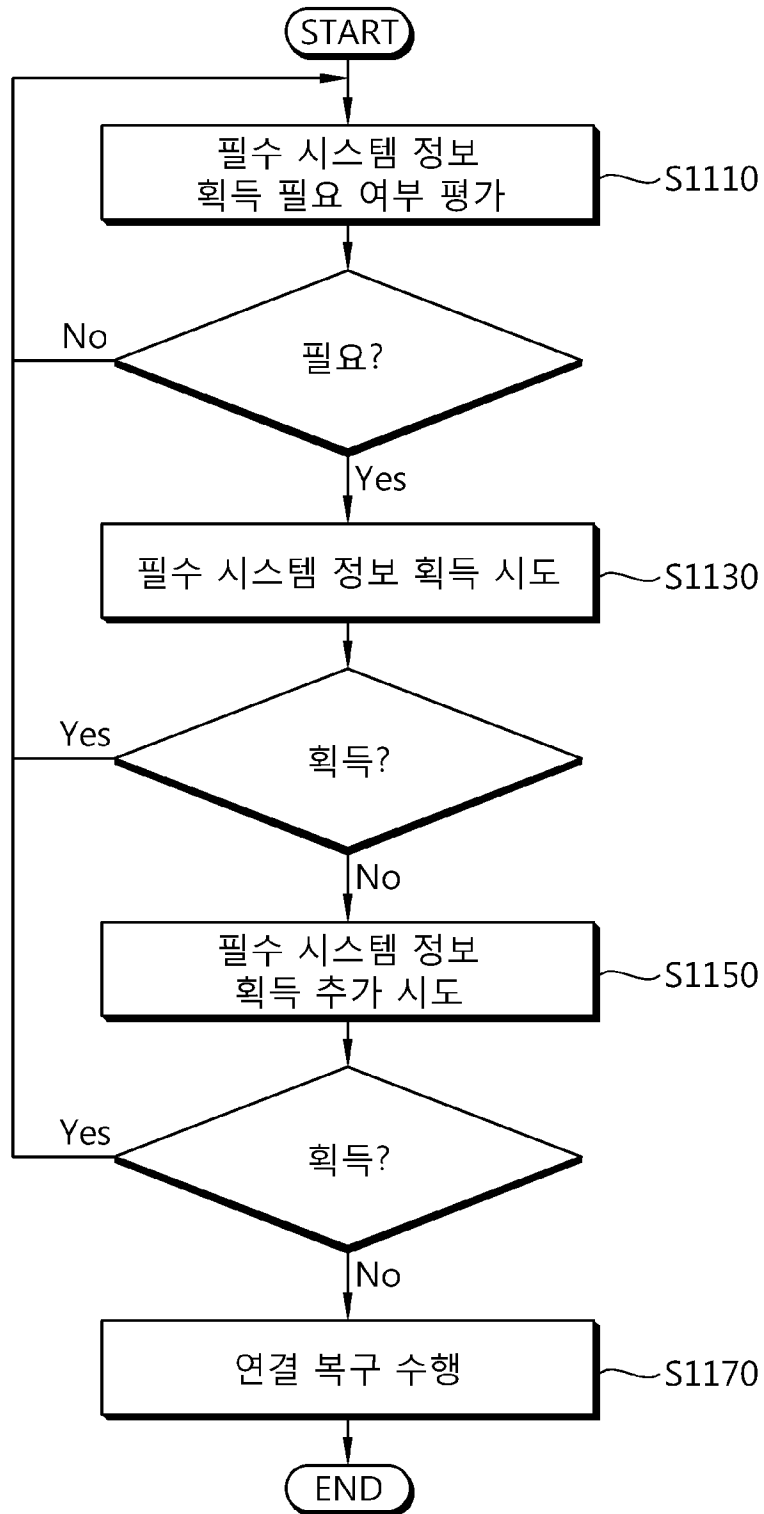 START
필수 시스템 정보
획득 필요 여부 평가
S1110
필요?
No
Yes
필수 시스템 정보 획득 시도
S1130
획득?
Yes
No
필수 시스템 정보
획득 추가 시도
S1150
획득?
Yes
No
연결 복구 수행
S1170
END